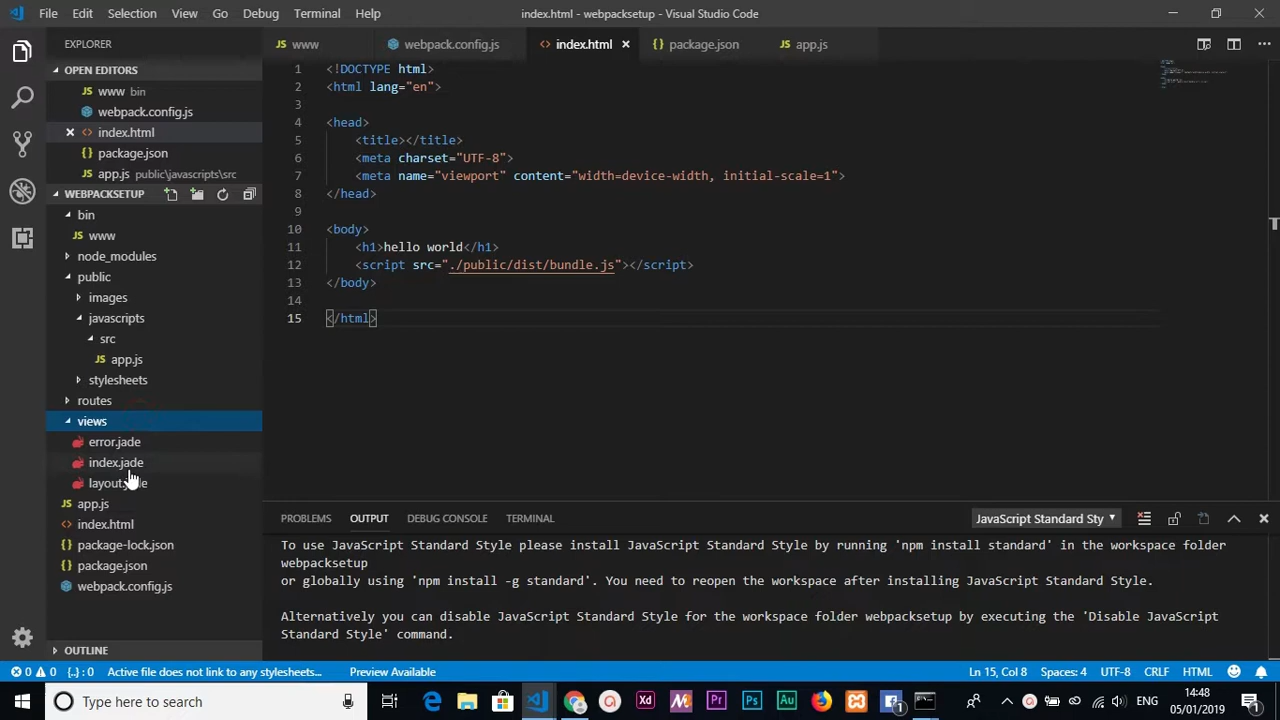 File Edit Selection View Go Debug Terminal Help index.html - webpacksetup - Visual Studio Code
EXPLORER
OPEN EDITORS
www bin
webpack.config.js
index.html
package.json
app.js public\javascripts\src
WEBPACKSETUP
bin
www
node_modules
public
images
javascripts
src
app.js
stylesheets
routes
views
error.jade
index.jade
app.js
index.html
package-lock.json
package.json
webpack.config.js
OUTLINE
www webpack.config.js index.html package.json app.js
1 <!DOCTYPE html>
2 <html lang="en">
3
4 <head>
5 <title></title>
6 <meta charset="UTF-8">
7 <meta name="viewport" content="width=device-width, initial-scale=1">
8 </head>
9
10 <body>
11 <h1>hello world</h1>
12 <script src="./public/dist/bundle.js"></script>
13 </body>
14
15 </html>
PROBLEMS OUTPUT DEBUG CONSOLE TERMINAL JavaScript Standard Sty
To use JavaScript Standard Style please install JavaScript Standard Style by running 'npm install standard' in the workspace folder
webpacksetup
or globally using 'npm install -g standard'. You need to reopen the workspace after installing JavaScript Standard Style.
Alternatively you can disable JavaScript Standard Style for the workspace folder webpacksetup by executing the 'Disable JavaScript
Standard Style' command.
0 0 {..} : 0 Active file does not link to any stylesheets... Preview Available Ln 15, Col 8 Spaces: 4 UTF-8 CRLF HTML 1
Type here to search Xd Pr Ps Au 1 ENG 14:48
05/01/2019 1